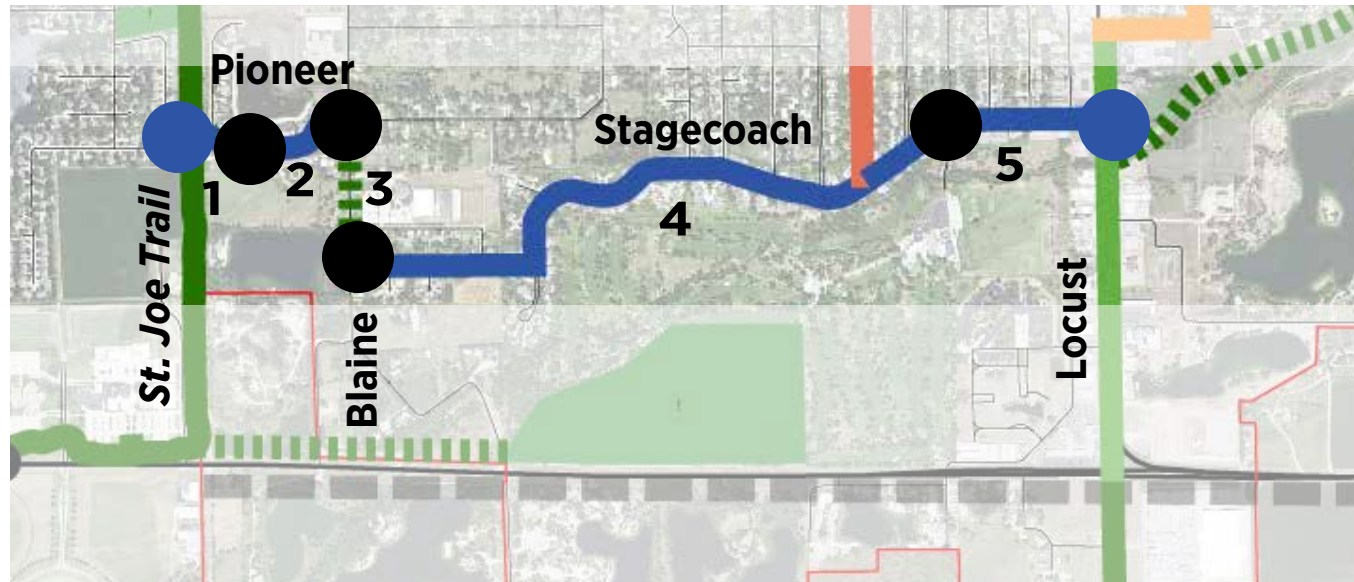 Pioneer
Stagecoach
1
2
3
4
5
St. Joe Trail
Blaine
Locust